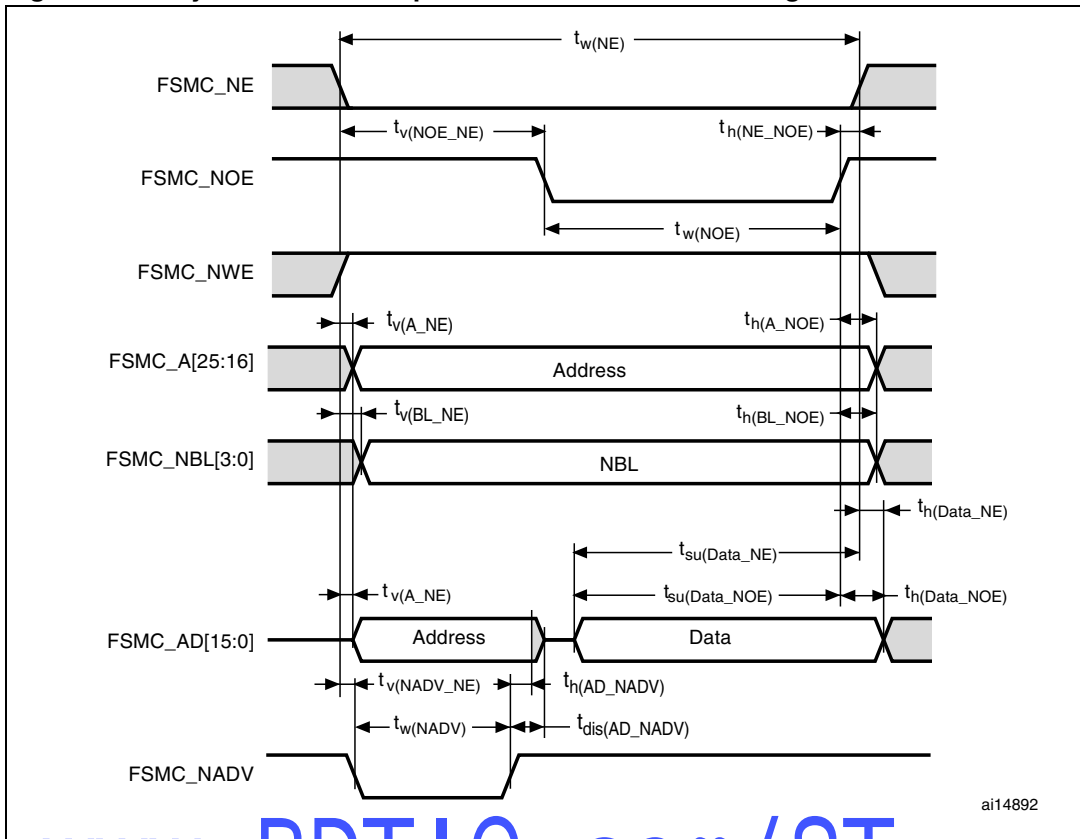 tw(NE)
FSMC_NE
tv(NOE_NE)
th(NE_NOE)
FSMC_NOE
tw(NOE)
FSMC_NWE
tv(A_NE)
th(A_NOE)
FSMC_A[25:16]
Address
tv(BL_NE)
th(BL_NOE)
FSMC_NBL[3:0]
NBL
th(Data_NE)
tsu(Data_NE)
tv(A_NE)
tsu(Data_NOE)
th(Data_NOE)
FSMC_AD[15:0]
Address
Data
tv(NADV_NE)
th(AD_NADV)
tw(NADV)
tdis(AD_NADV)
FSMC_NADV
ai14892